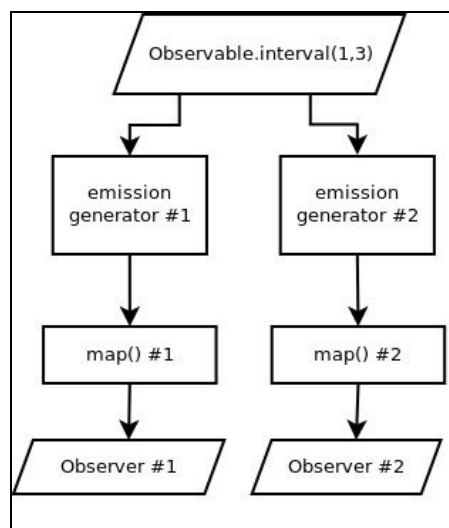 Observable.interval(1,3)
emission
generator #1
emission
generator #2
map() #1
map() #2
Observer #1
Observer #2